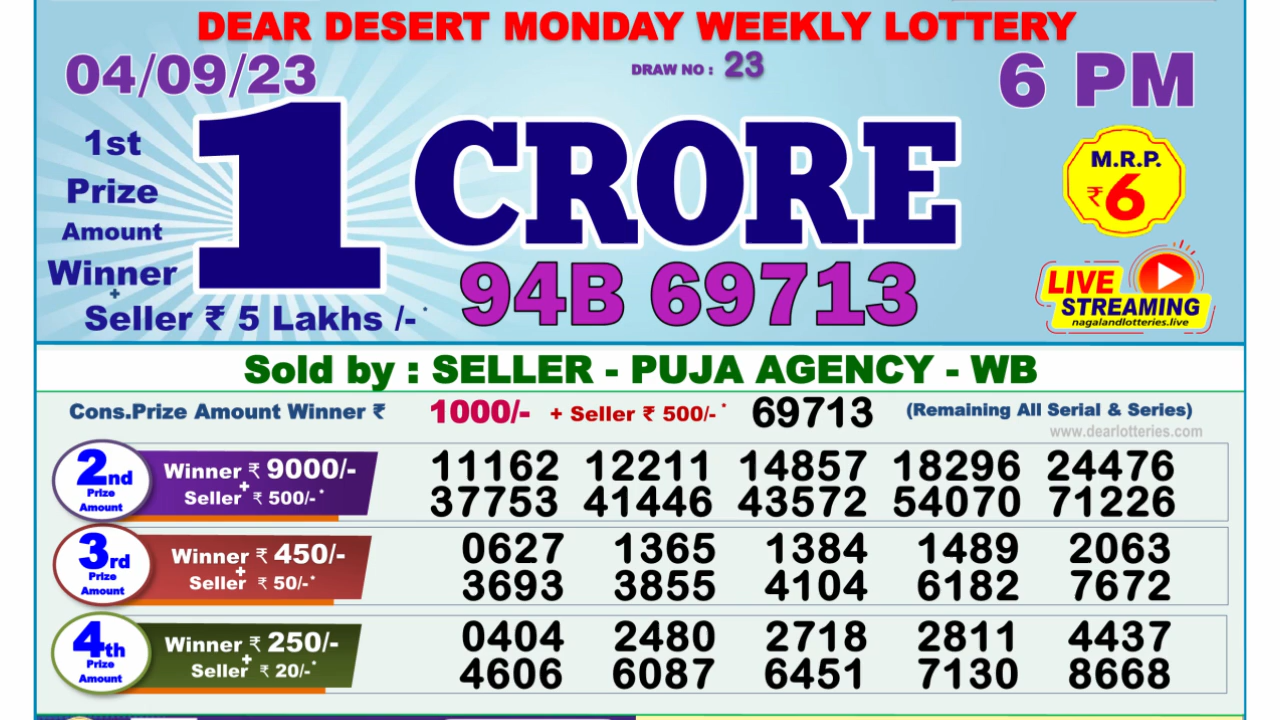 DEAR DESERT MONDAY WEEKLY LOTTERY
04/09/23
DRAW NO : 23
6 PM
1st
Prize
Amount
Winner
+
Seller ₹ 5 Lakhs /- *
1 CRORE
94B 69713
M.R.P.
₹ 6
LIVE
STREAMING
nagalandlotteries.live
Sold by : SELLER - PUJA AGENCY - WB
Cons.Prize Amount Winner ₹ 1000/- + Seller ₹ 500/- * 69713 (Remaining All Serial & Series)
www.dearlotteries.com
2nd
Prize
Amount
Winner ₹ 9000/-
+
Seller ₹ 500/- *
11162 12211 14857 18296 24476
37753 41446 43572 54070 71226
3rd
Prize
Amount
Winner ₹ 450/-
+
Seller ₹ 50/- *
0627 1365 1384 1489 2063
3693 3855 4104 6182 7672
4th
Prize
Amount
Winner ₹ 250/-
+
Seller ₹ 20/- *
0404 2480 2718 2811 4437
4606 6087 6451 7130 8668